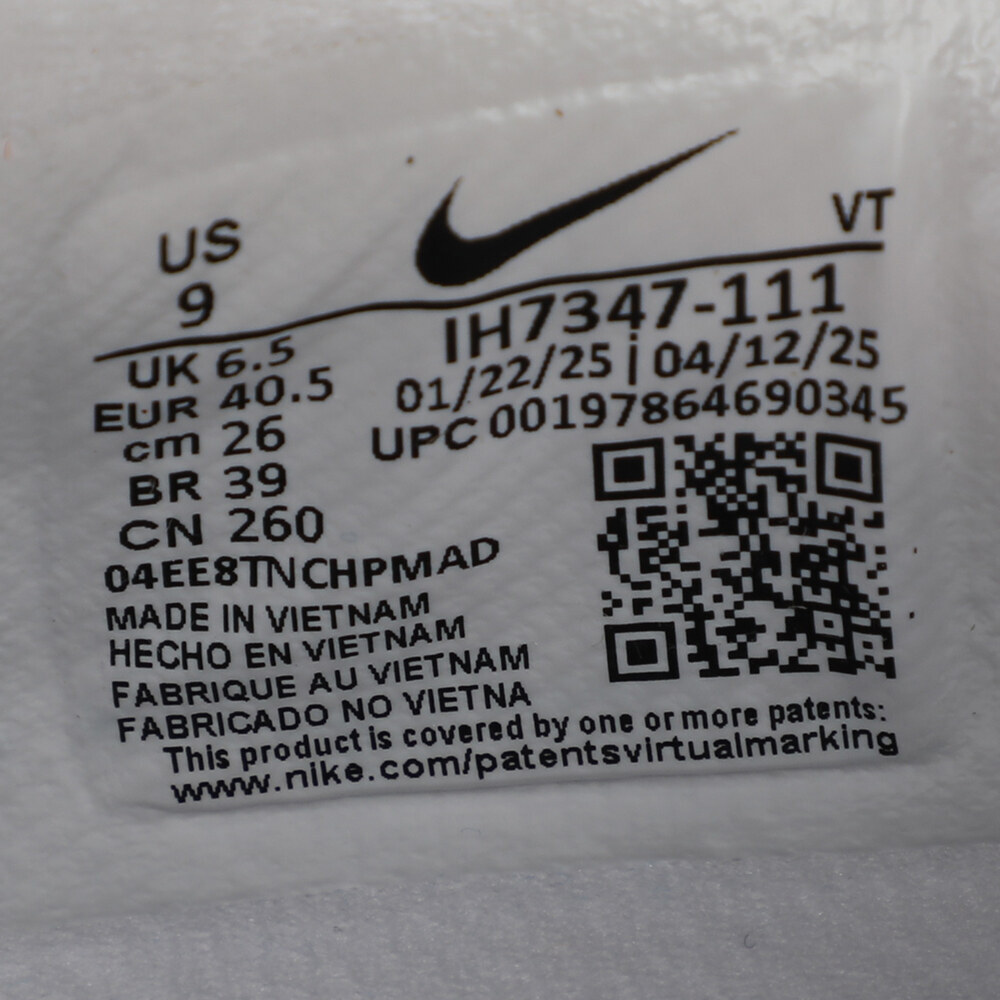 US
9
VT
UK 6.5
EUR 40.5
cm 26
BR 39
CN 260
IH7347-111
01/22/25 | 04/12/25
UPC 00197864690345
04EE8TNCHPMAD
MADE IN VIETNAM
HECHO EN VIETNAM
FABRIQUE AU VIETNAM
FABRICADO NO VIETNA
This product is covered by one or more patents:
www.nike.com/patentsvirtualmarking